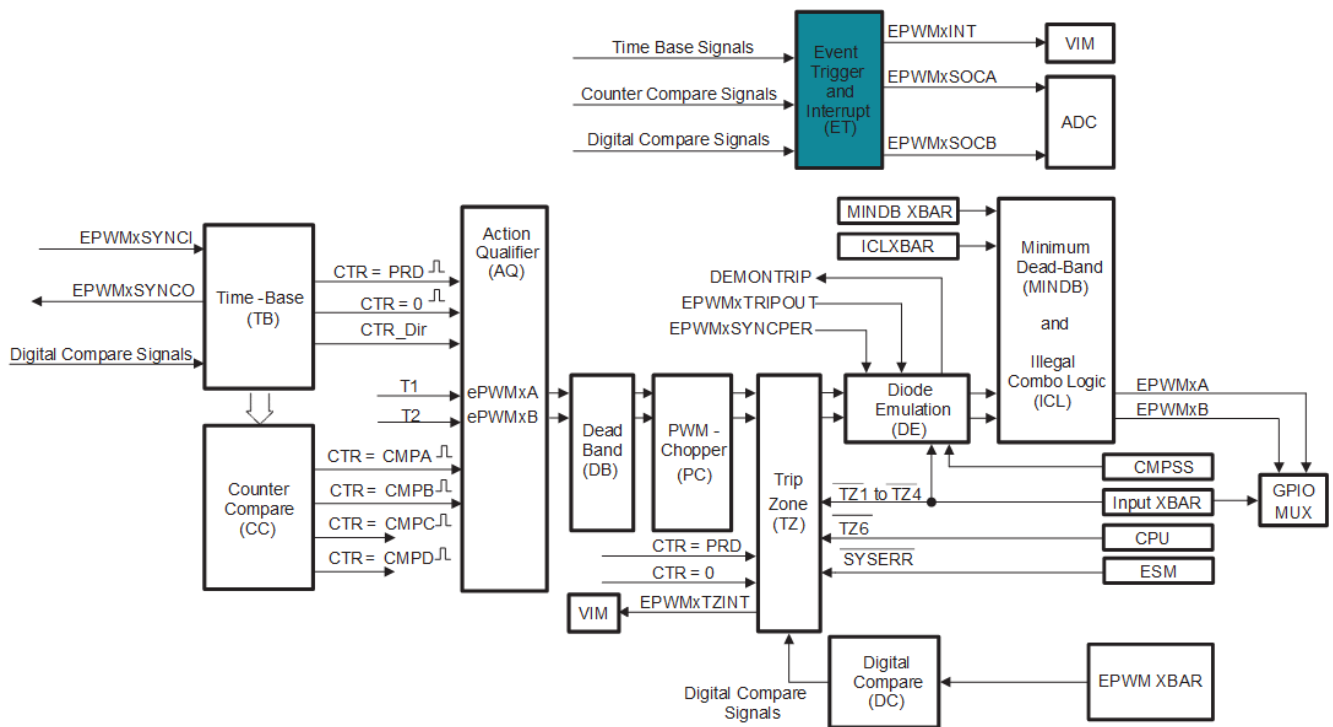 Time Base Signals
Counter Compare Signals
Digital Compare Signals
Event
Trigger
and
Interrupt
(ET)
EPWMxINT
EPWMxSOCA
EPWMxSOCB
VIM
ADC
EPWMxSYNCI
EPWMxSYNCO
Digital Compare Signals
Time -Base
(TB)
CTR = PRD
CTR = 0
CTR_Dir
T1
T2
Action
Qualifier
(AQ)
ePWMxA
ePWMxB
Counter
Compare
(CC)
CTR = CMPA
CTR = CMPB
CTR = CMPC
CTR = CMPD
Dead
Band
(DB)
PWM -
Chopper
(PC)
Trip
Zone
(TZ)
CTR = PRD
CTR = 0
EPWMxTZINT
VIM
DEMONTRIP
EPWMxTRIPOUT
EPWMxSYNCPER
Diode
Emulation
(DE)
MINDB XBAR
ICLXBAR
Minimum
Dead-Band
(MINDB)
and
Illegal
Combo Logic
(ICL)
EPWMxA
EPWMxB
TZ1 to TZ4
TZ6
SYSERR
CMPSS
Input XBAR
CPU
ESM
GPIO
MUX
Digital Compare
Signals
Digital
Compare
(DC)
EPWM XBAR